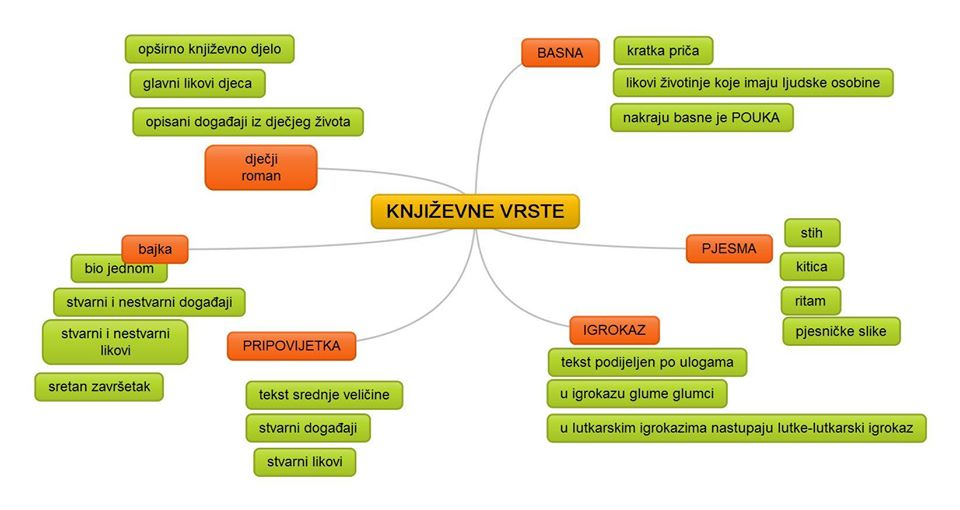 KNJIŽEVNE VRSTE
BASNA
kratka priča
likovi životinje koje imaju ljudske osobine
nakraju basne je POUKA
PJESMA
stih
kitica
ritam
pjesničke slike
IGROKAZ
tekst podijeljen po ulogama
u igrokazu glume glumci
u lutkarskim igrokazima nastupaju lutke-lutkarski igrokaz
PRIPOVIJETKA
tekst srednje veličine
stvarni događaji
stvarni likovi
bajka
bio jednom
stvarni i nestvarni događaji
stvarni i nestvarni
likovi
sretan završetak
dječji
roman
opširno književno djelo
glavni likovi djeca
opisani događaji iz dječjeg života